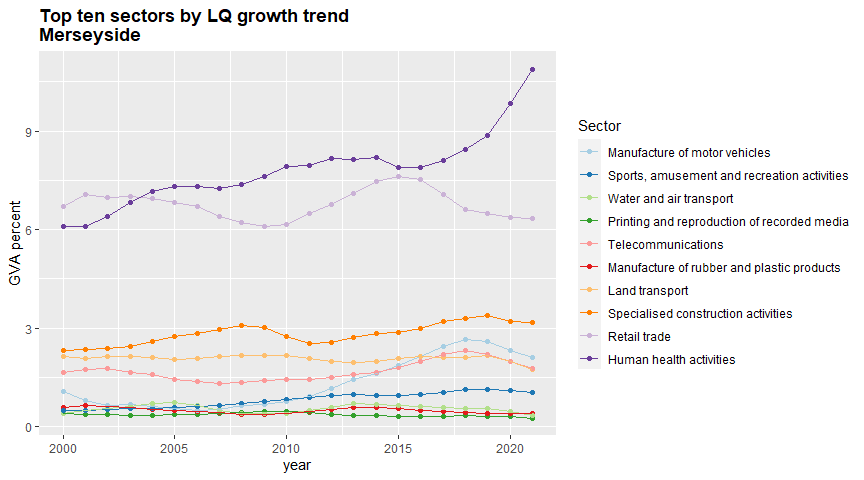 Top ten sectors by LQ growth trend
Merseyside
GVA percent
9
6
3
0
2000
2005
2010
2015
2020
year
Sector
Manufacture of motor vehicles
Sports, amusement and recreation activities
Water and air transport
Printing and reproduction of recorded media
Telecommunications
Manufacture of rubber and plastic products
Land transport
Specialised construction activities
Retail trade
Human health activities